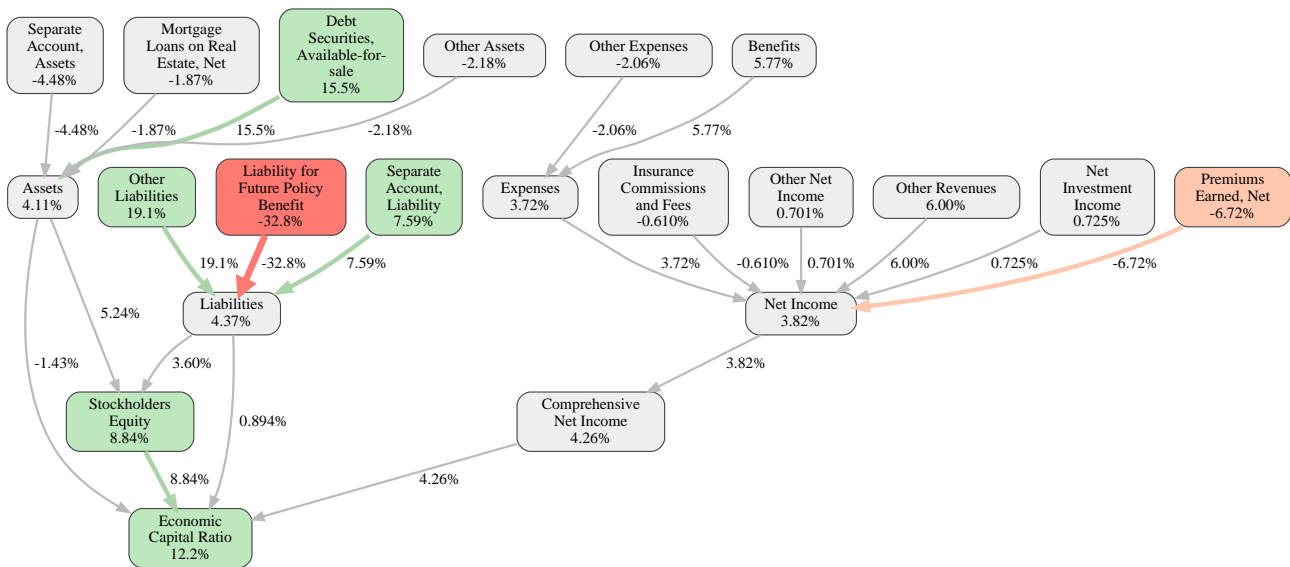 Separate
Account,
Assets
-4.48%
Mortgage
Loans on Real
Estate, Net
-1.87%
Debt
Securities,
Available-for-
sale
15.5%
Other Assets
-2.18%
Other Expenses
-2.06%
Benefits
5.77%
-4.48%
-1.87%
15.5%
-2.18%
-2.06%
5.77%
Assets
4.11%
Other
Liabilities
19.1%
Liability for
Future Policy
Benefit
-32.8%
Separate
Account,
Liability
7.59%
Expenses
3.72%
Insurance
Commissions
and Fees
-0.610%
Other Net
Income
0.701%
Other Revenues
6.00%
Net
Investment
Income
0.725%
Premiums
Earned, Net
-6.72%
19.1%
-32.8%
7.59%
3.72%
-0.610%
0.701%
6.00%
0.725%
-6.72%
Liabilities
4.37%
Net Income
3.82%
5.24%
-1.43%
3.60%
0.894%
3.82%
Stockholders
Equity
8.84%
Comprehensive
Net Income
4.26%
8.84%
4.26%
Economic
Capital Ratio
12.2%